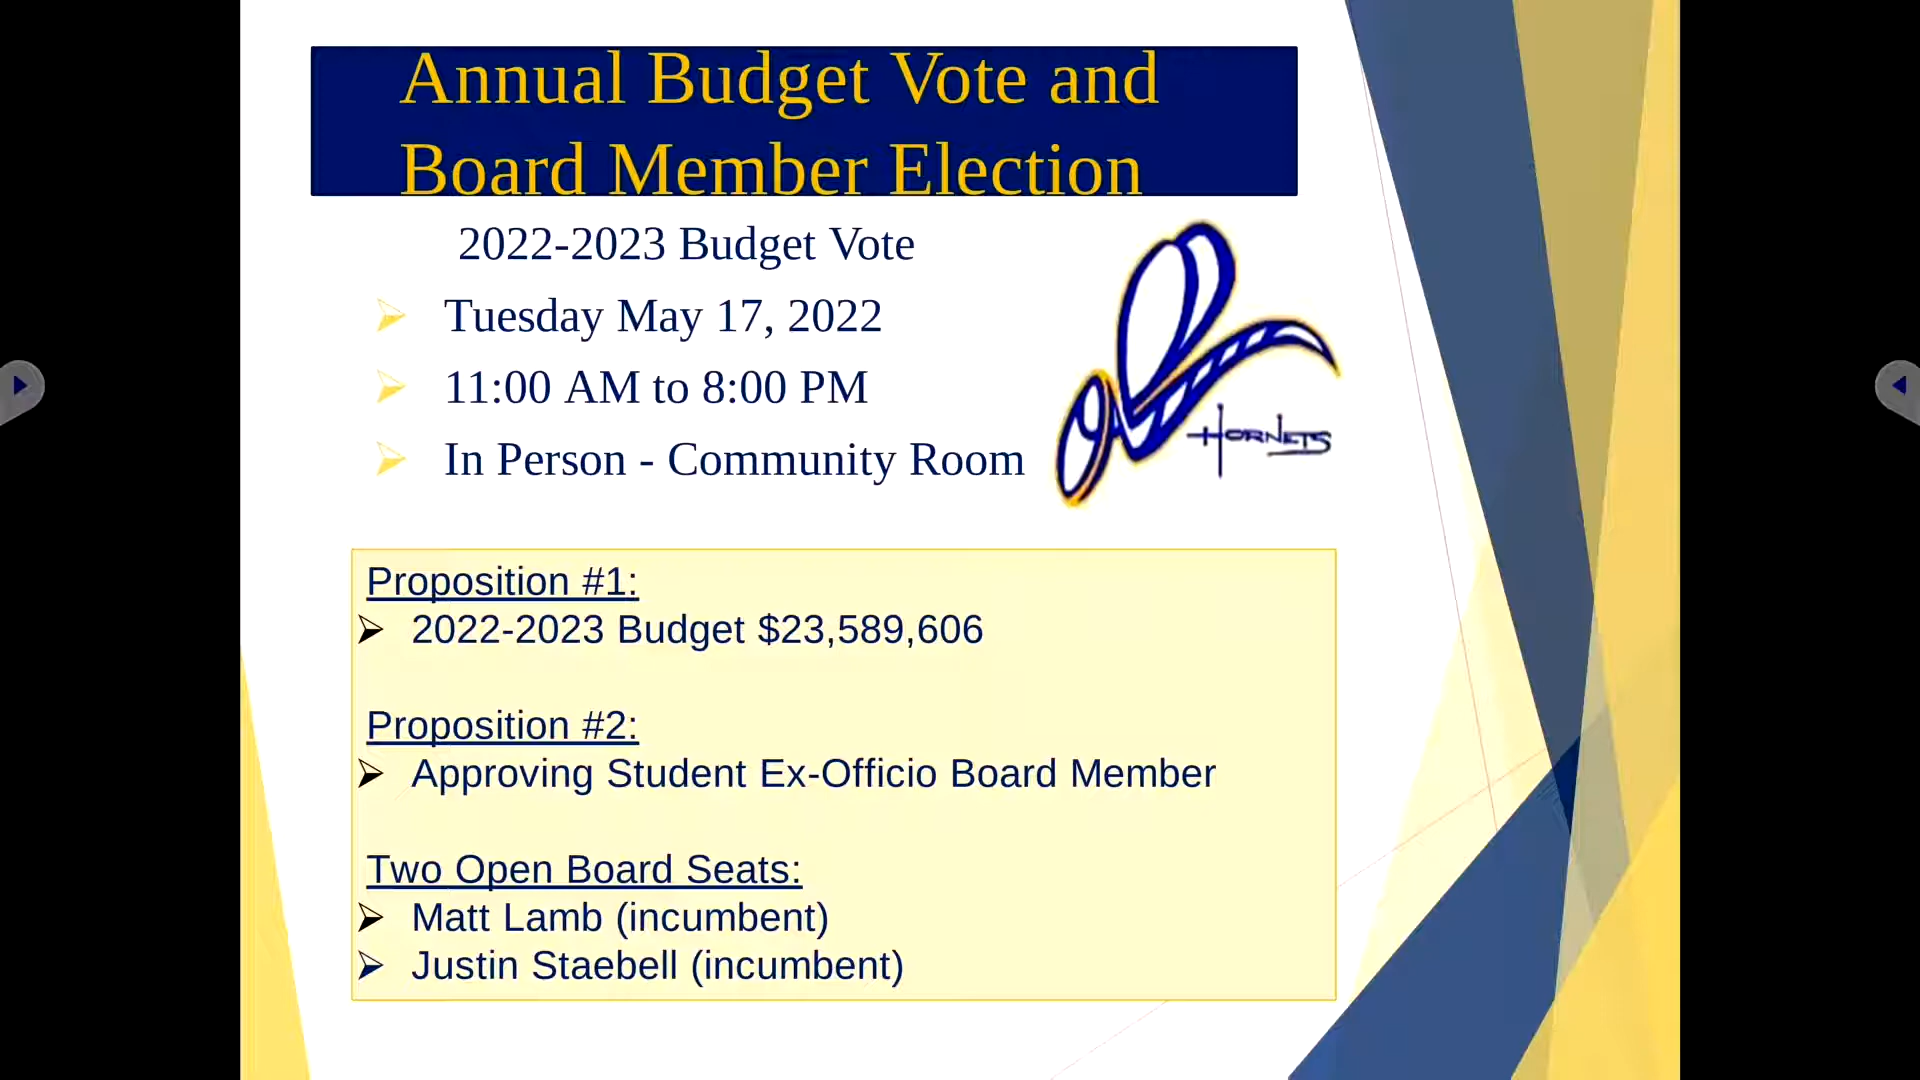 Annual Budget Vote and
Board Member Election
2022-2023 Budget Vote
Tuesday May 17, 2022
11:00 AM to 8:00 PM
In Person - Community Room
HORNETS
Proposition #1:
2022-2023 Budget $23,589,606
Proposition #2:
Approving Student Ex-Officio Board Member
Two Open Board Seats:
Matt Lamb (incumbent)
Justin Staebell (incumbent)